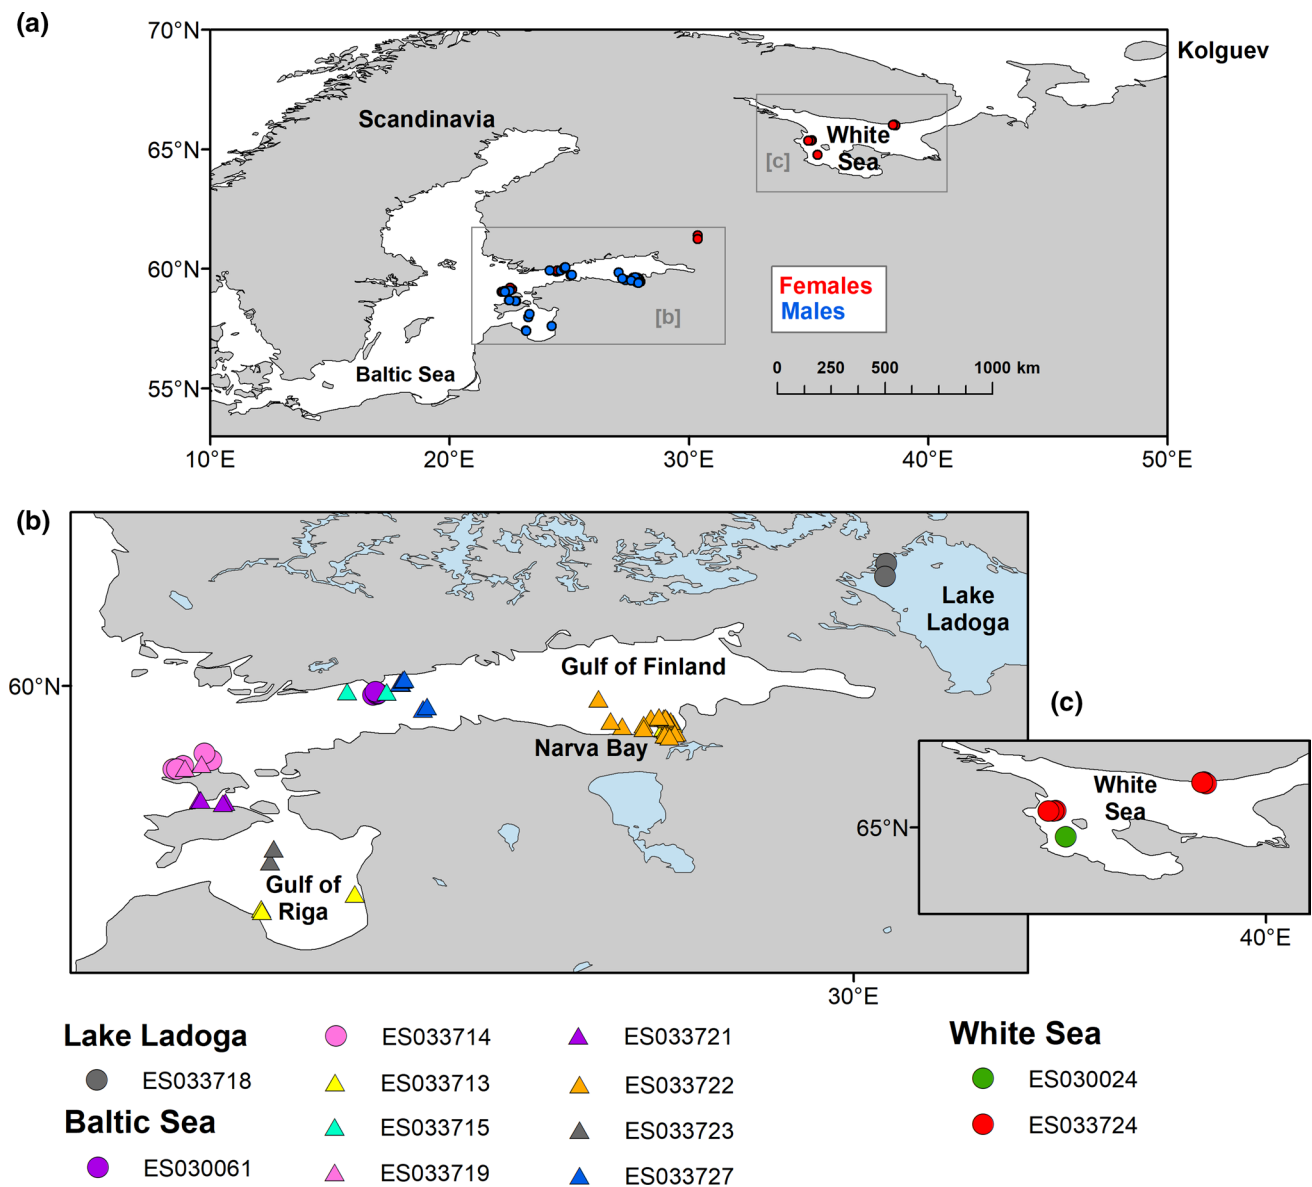 (a)
70°N
65°N
60°N
55°N
10°E
20°E
30°E
40°E
50°E
Kolguev
Scandinavia
White
Sea
[c]
[b]
Baltic Sea
Females
Males
0 250 500 1000 km
(b)
60°N
30°E
Lake
Ladoga
Gulf of Finland
Narva Bay
Gulf of
Riga
(c)
White
Sea
65°N
40°E
Lake Ladoga
ES033718
Baltic Sea
ES030061
ES033714
ES033713
ES033715
ES033719
ES033721
ES033722
ES033723
ES033727
White Sea
ES030024
ES033724